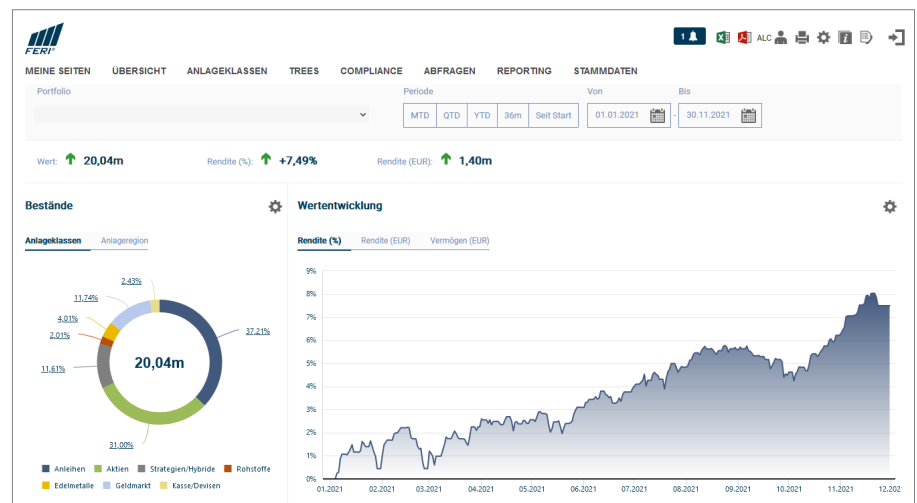 FERI®
1
ALC
MEINE SEITEN ÜBERSICHT ANLAGEKLASSEN TREES COMPLIANCE ABFRAGEN REPORTING STAMMDATEN
Portfolio Periode Von Bis
MTD QTD YTD 36m Seit Start 01.01.2021 - 30.11.2021
Wert: 20,04m Rendite (%): +7,49% Rendite (EUR): 1,40m
Bestände
Anlageklassen Anlageregion
2,43%
11,74%
4,01%
2,01%
37,21%
11,61%
20,04m
31,00%
Anleihen Aktien Strategien/Hybride Rohstoffe
Edelmetalle Geldmarkt Kasse/Devisen
Wertentwicklung
Rendite (%) Rendite (EUR) Vermögen (EUR)
9%
8%
7%
6%
5%
4%
3%
2%
1%
0%
01.2021 02.2021 03.2021 04.2021 05.2021 06.2021 07.2021 08.2021 09.2021 10.2021 11.2021 12.202